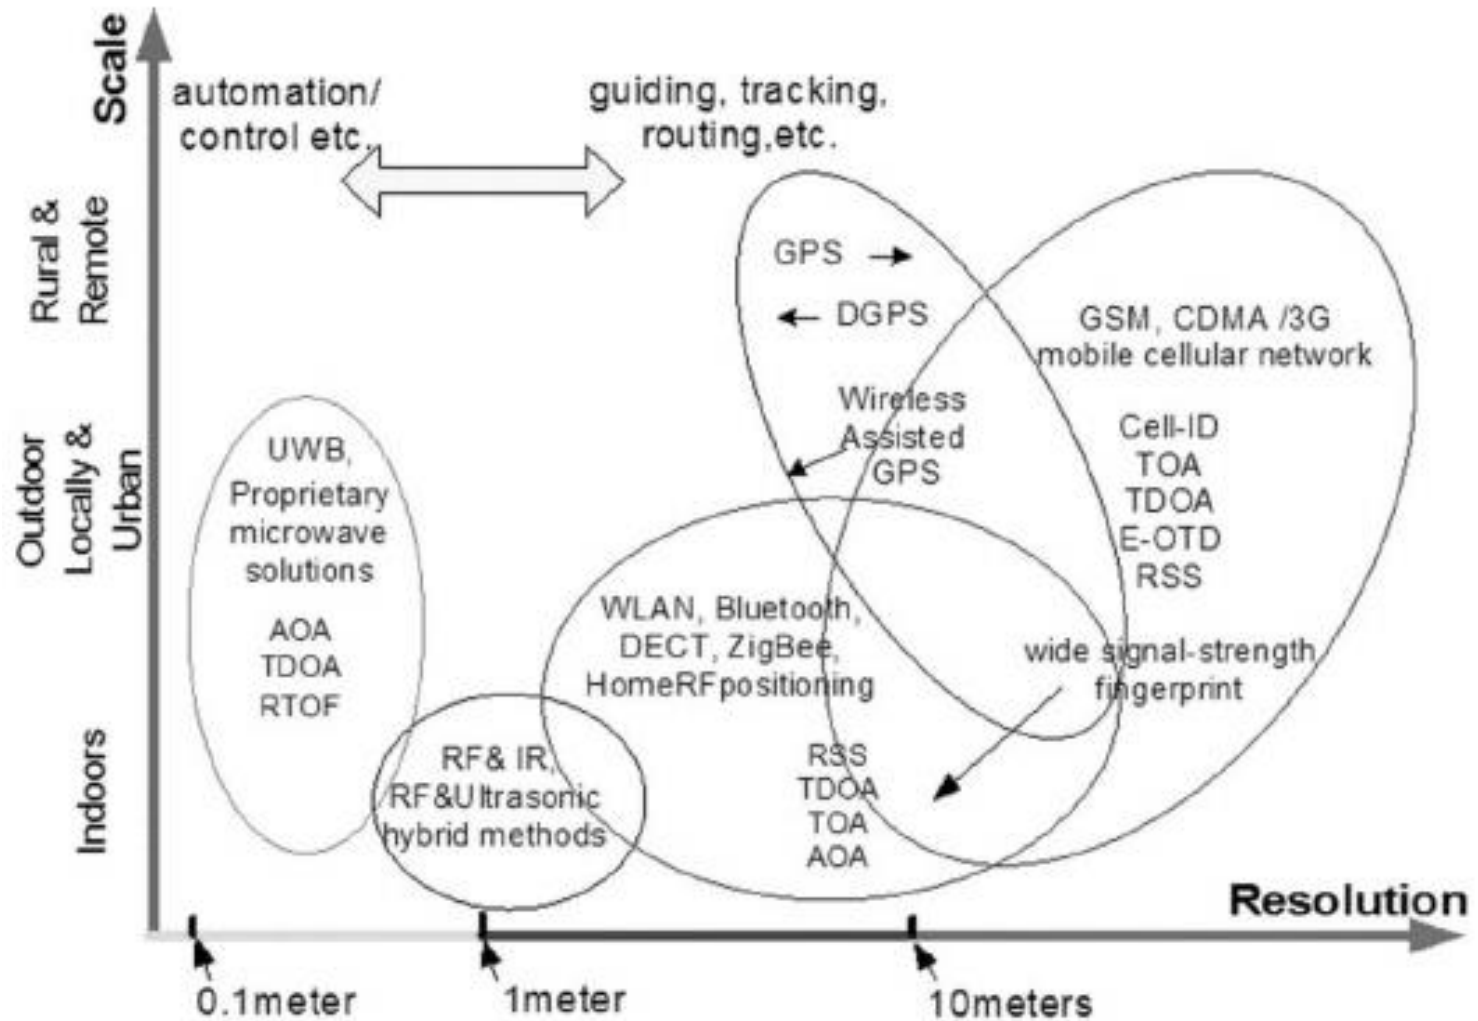 Scale
automation/
control etc.
guiding, tracking,
routing,etc.
Rural &
Remote
GPS
DGPS
GSM, CDMA /3G
mobile cellular network
Wireless
Assisted
GPS
Cell-ID
TOA
TDOA
E-OTD
RSS
Outdoor
Locally &
Urban
UWB,
Proprietary
microwave
solutions
AOA
TDOA
RTOF
WLAN, Bluetooth,
DECT, ZigBee,
HomeRFpositioning
wide signal-strength
fingerprint
Indoors
RF& IR,
RF&Ultrasonic
hybrid methods
RSS
TDOA
TOA
AOA
Resolution
0.1meter
1meter
10meters